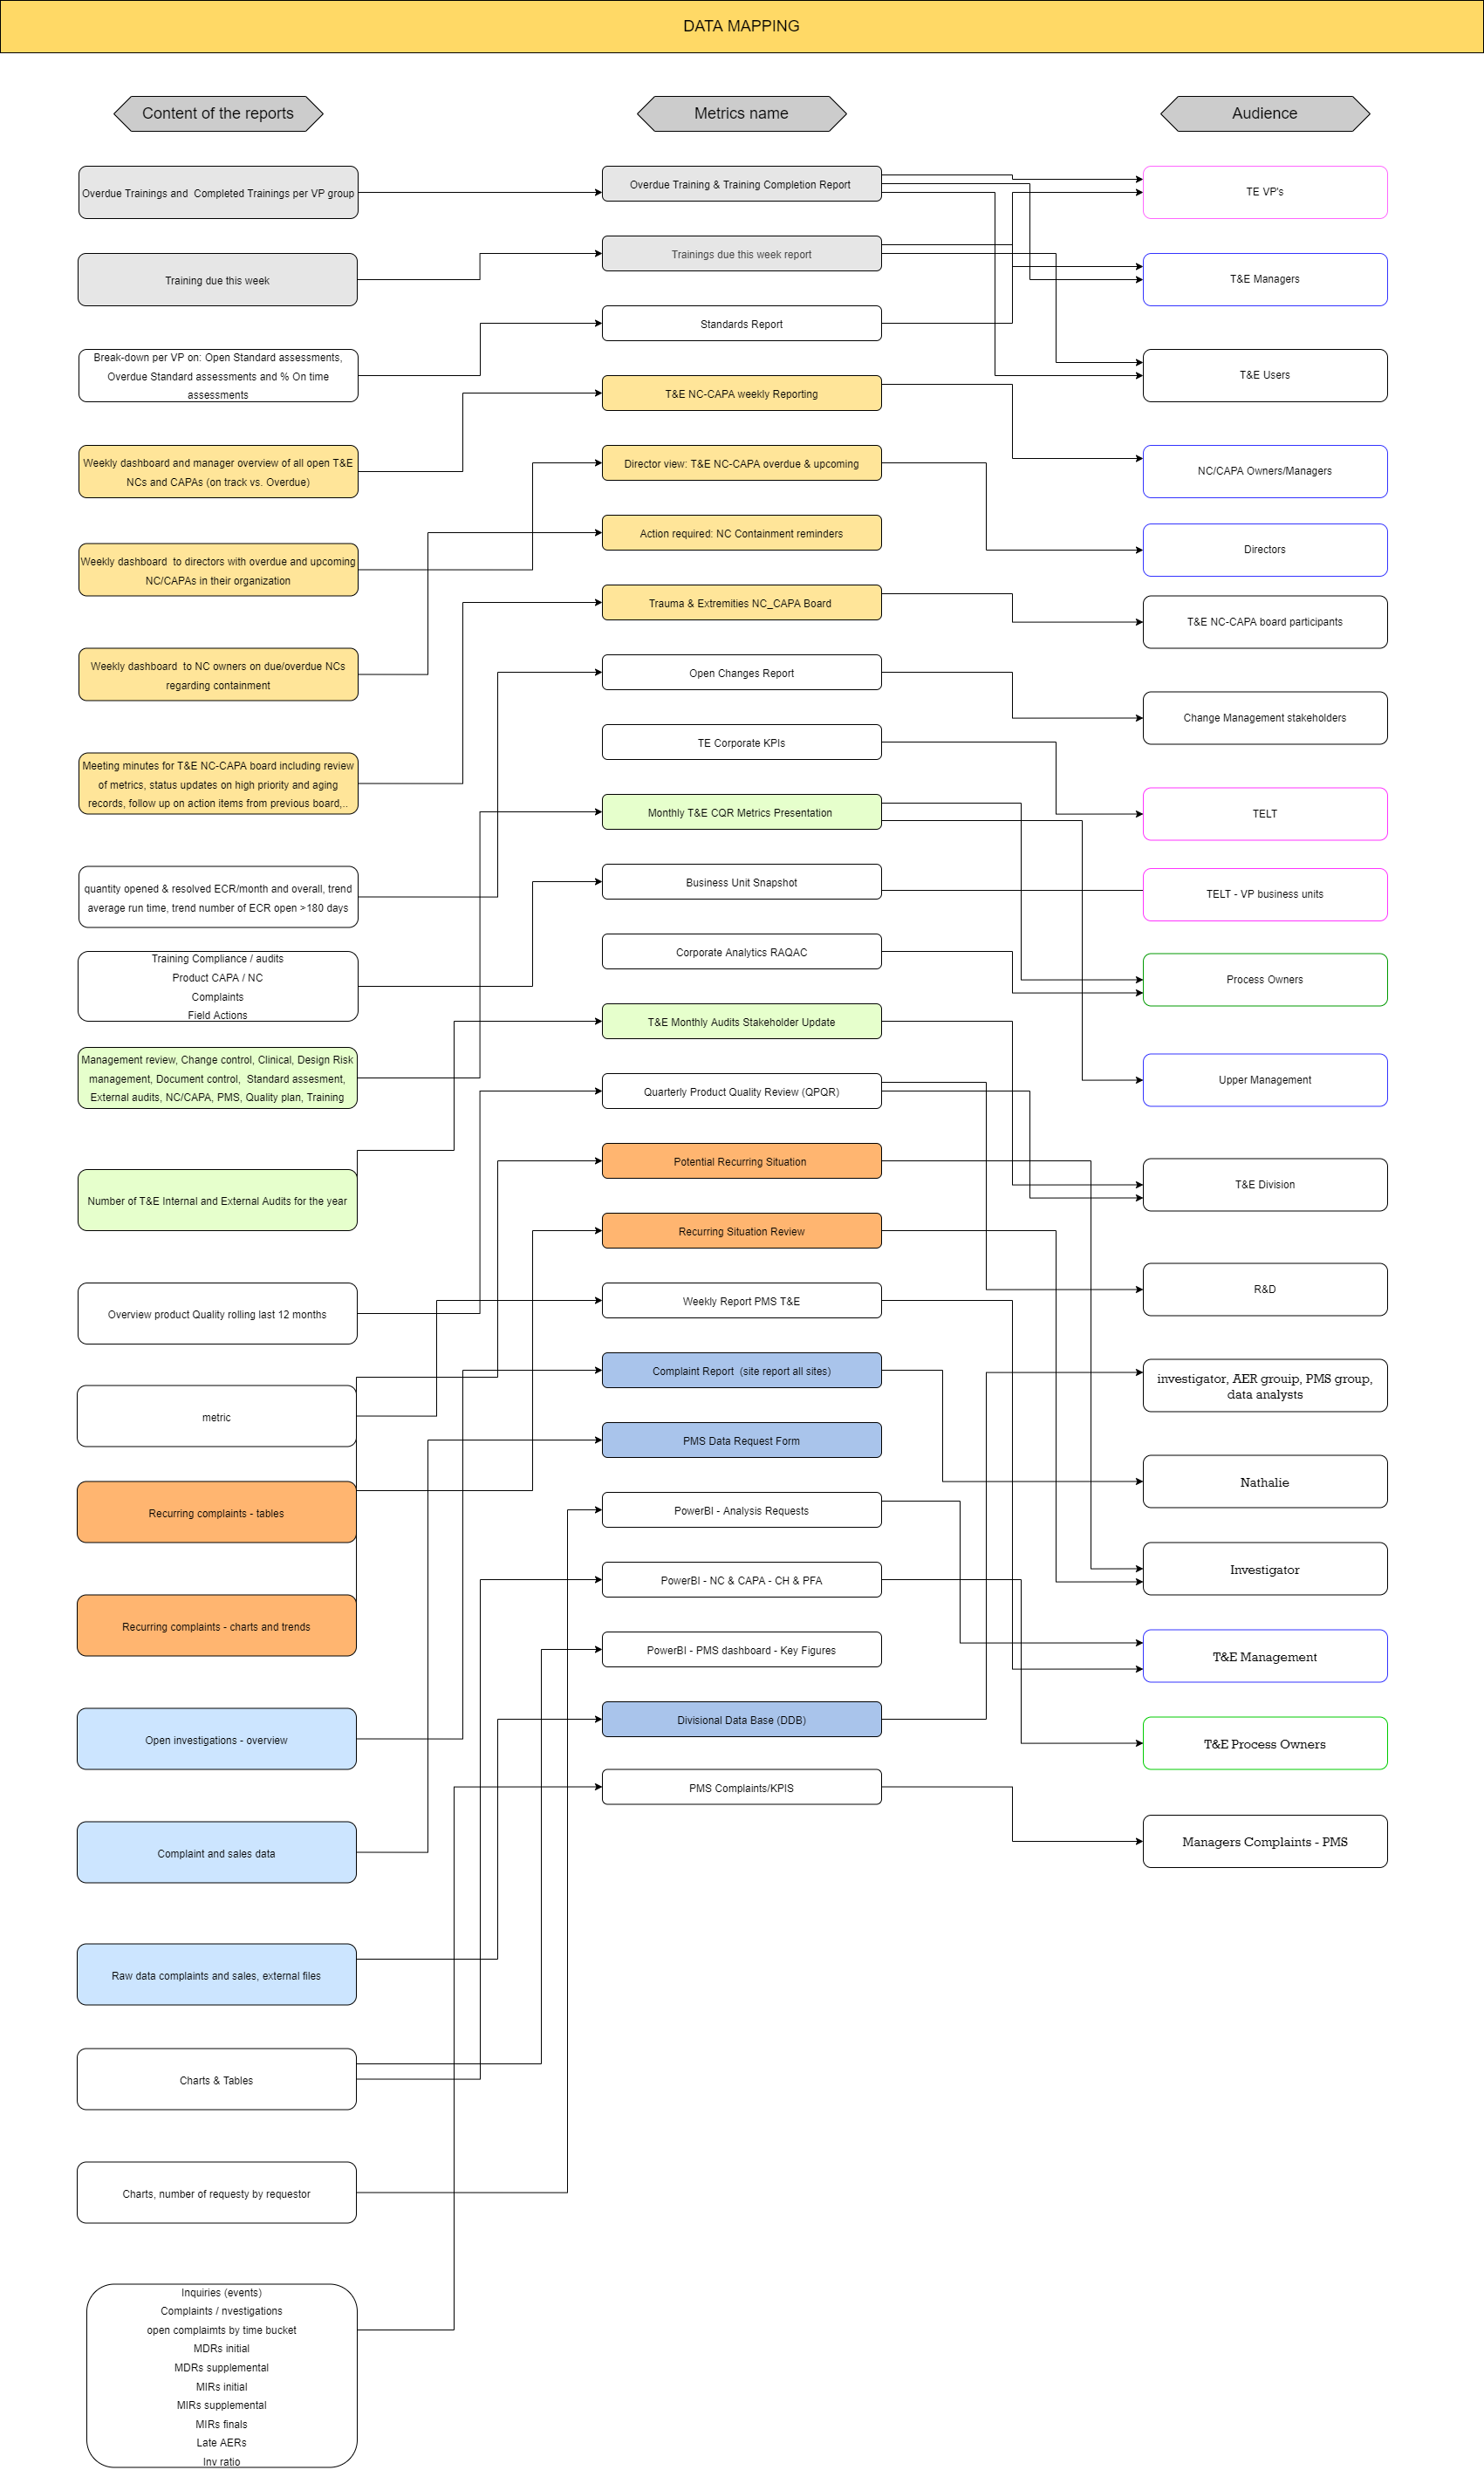 DATA MAPPING
Content of the reports
Metrics name
Audience
Overdue Trainings and  Completed Trainings per VP group
Training due this week
Break-down per VP on: Open Standard assessments,
Overdue Standard assessments and % On time
assessments
Weekly dashboard and manager overview of all open T&E
NCs and CAPAs (on track vs. Overdue)
Weekly dashboard  to directors with overdue and upcoming
NC/CAPAs in their organization
Weekly dashboard  to NC owners on due/overdue NCs
regarding containment
Meeting minutes for T&E NC-CAPA board including review
of metrics, status updates on high priority and aging
records, follow up on action items from previous board,..
quantity opened & resolved ECR/month and overall, trend
average run time, trend number of ECR open >180 days
Training Compliance / audits
Product CAPA / NC
Complaints
Field Actions
Management review, Change control, Clinical, Design Risk
management, Document control,  Standard assesment,
External audits, NC/CAPA, PMS, Quality plan, Training
Number of T&E Internal and External Audits for the year
Overview product Quality rolling last 12 months
metric
Recurring complaints - tables
Recurring complaints - charts and trends
Open investigations - overview
Complaint and sales data
Raw data complaints and sales, external files
Charts & Tables
Charts, number of requesty by requestor
Inquiries (events)
Complaints / nvestigations
open complaimts by time bucket
MDRs initial
MDRs supplemental
MIRs initial
MIRs supplemental
MIRs finals
Late AERs
Inv ratio
Overdue Training & Training Completion Report
Trainings due this week report
Standards Report
T&E NC-CAPA weekly Reporting
Director view: T&E NC-CAPA overdue & upcoming
Action required: NC Containment reminders
Trauma & Extremities NC_CAPA Board
Open Changes Report
TE Corporate KPIs
Monthly T&E CQR Metrics Presentation
Business Unit Snapshot
Corporate Analytics RAQAC
T&E Monthly Audits Stakeholder Update
Quarterly Product Quality Review (QPQR)
Potential Recurring Situation
Recurring Situation Review
Weekly Report PMS T&E
Complaint Report  (site report all sites)
PMS Data Request Form
PowerBI - Analysis Requests
PowerBI - NC & CAPA - CH & PFA
PowerBI - PMS dashboard - Key Figures
Divisional Data Base (DDB)
PMS Complaints/KPIS
TE VP's
T&E Managers
T&E Users
NC/CAPA Owners/Managers
Directors
T&E NC-CAPA board participants
Change Management stakeholders
TELT
TELT - VP business units
Process Owners
Upper Management
T&E Division
R&D
investigator, AER grouip, PMS group,
data analysts
Nathalie
Investigator
T&E Management
T&E Process Owners
Managers Complaints - PMS